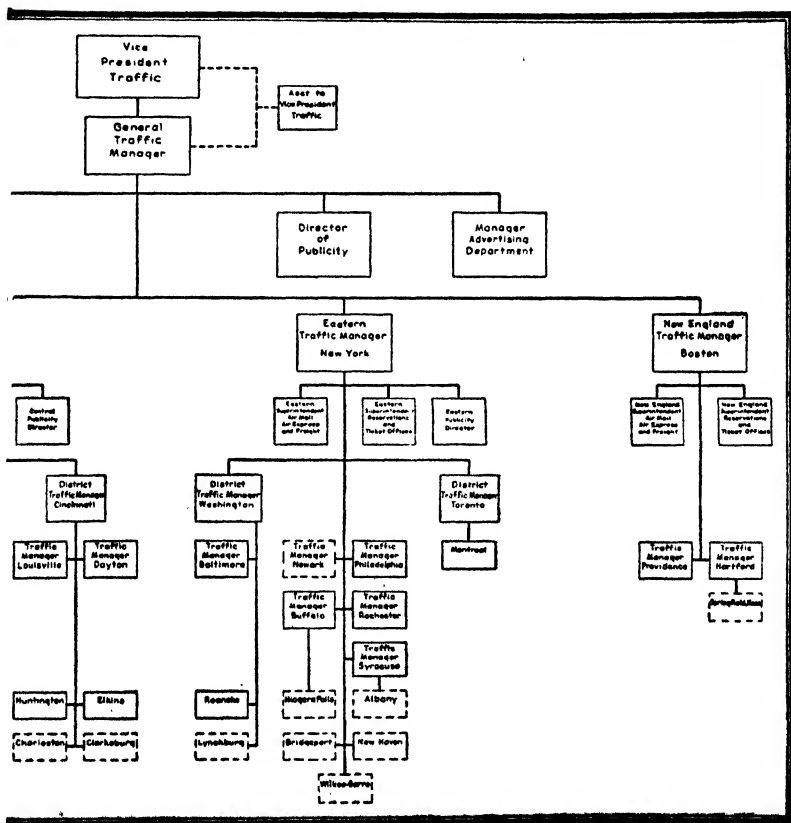 Vice
President
Traffic
Asst to
Vice President
Traffic
General
Traffic
Manager
Director
of
Publicity
Manager
Advertising
Department
Eastern
Traffic Manager
New York
New England
Traffic Manager
Boston
Central
Publicity
Director
Eastern
Superintendent
Air Mail
Air Express
and Freight
Eastern
Superintendent
Reservations
and
Ticket Offices
Eastern
Publicity
Director
New England
Superintendent
Air Mail
Air Express
and Freight
New England
Superintendent
Reservations
and
Ticket Offices
District
Traffic Manager
Cincinnati
District
Traffic Manager
Washington
District
Traffic Manager
Toronto
Traffic
Manager
Louisville
Traffic
Manager
Dayton
Traffic
Manager
Baltimore
Traffic
Manager
Newark
Traffic
Manager
Philadelphia
Montreal
Traffic
Manager
Providence
Traffic
Manager
Hartford
Traffic
Manager
Buffalo
Traffic
Manager
Rochester
Springfield, Mass
Traffic
Manager
Syracuse
Huntington
Elkins
Roanoke
Niagara Falls
Albany
Charleston
Clarksburg
Lynchburg
Bridgeport
New Haven
Wilkes-Barre